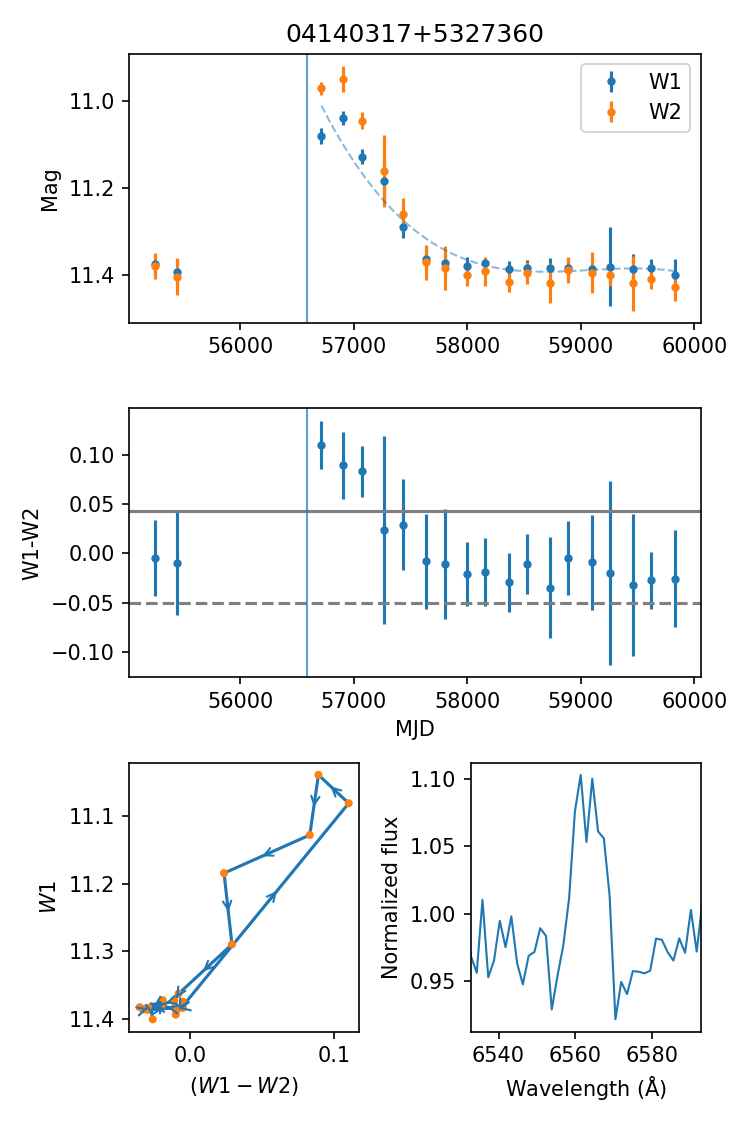 04140317+5327360
Mag
11.0
11.2
11.4
W1
W2
56000 57000 58000 59000 60000
W1-W2
0.10
0.05
0.00
−0.05
−0.10
56000 57000 58000 59000 60000
MJD
W1
11.1
11.2
11.3
11.4
0.0 0.1
(W1 − W2)
Normalized flux
1.10
1.05
1.00
0.95
6540 6560 6580
Wavelength (Å)